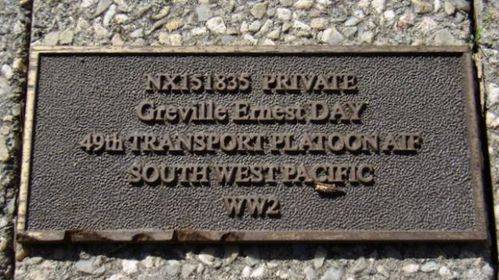 NX151835 PRIVATE
Greville Ernest DAY
49th TRANSPORT PLATOON AIF
SOUTH WEST PACIFIC
WW2